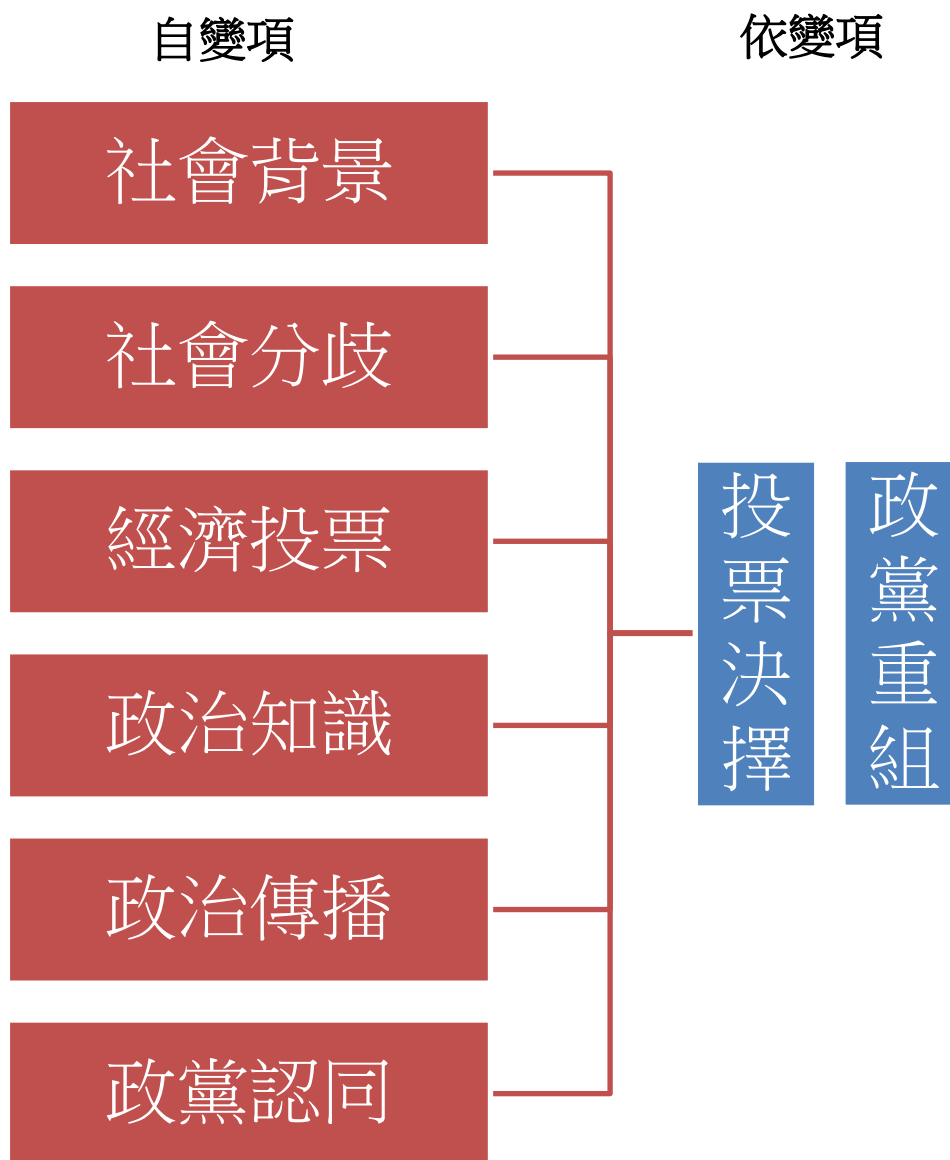 自變項
依變項
社會背景
社會分歧
經濟投票
政治知識
政治傳播
政黨認同
投票決擇
政黨重組